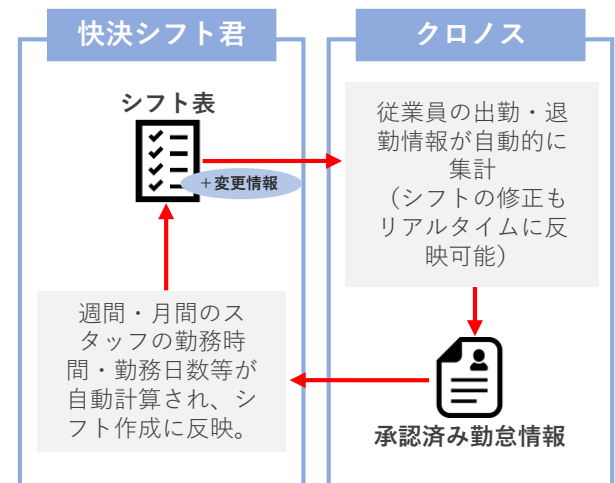 快決シフト君
クロノス
シフト表
＋変更情報
従業員の出勤・退
勤情報が自動的に
集計
（シフトの修正も
リアルタイムに反
映可能）
週間・月間のス
タッフの勤務時
間・勤務日数等が
自動計算され、シ
フト作成に反映。
承認済み勤怠情報